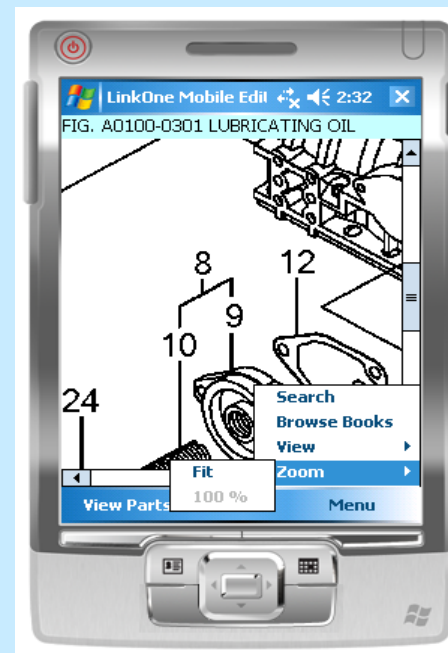 LinkOne Mobile Edit 2:32
FIG. A0100-0301 LUBRICATING OIL
8
12
9
10
24
Search
Browse Books
View
Zoom
Fit
100 %
View Parts
Menu